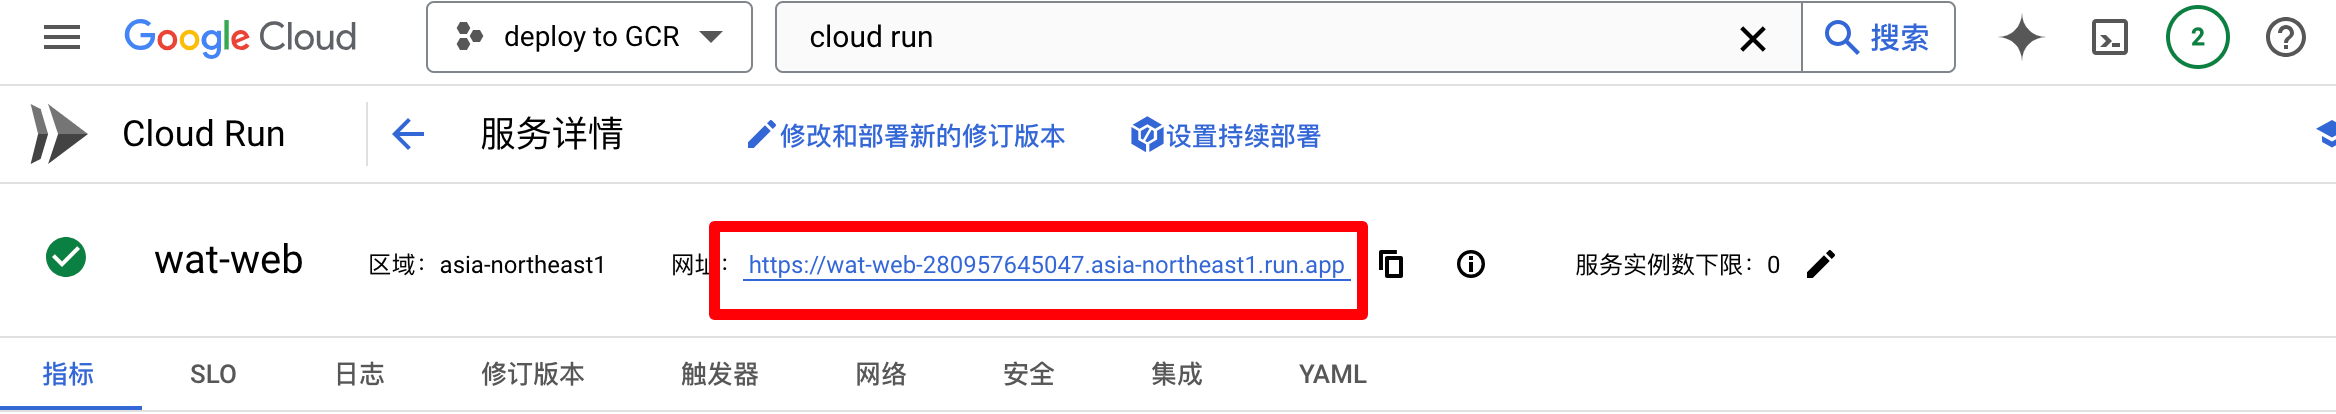 Google Cloud deploy to GCR cloud run 搜索 2
Cloud Run 服务详情 修改和部署新的修订版本 设置持续部署
wat-web 区域： asia-northeast1 网址： https://wat-web-280957645047.asia-northeast1.run.app 服务实例数下限： 0
指标 SLO 日志 修订版本 触发器 网络 安全 集成 YAML